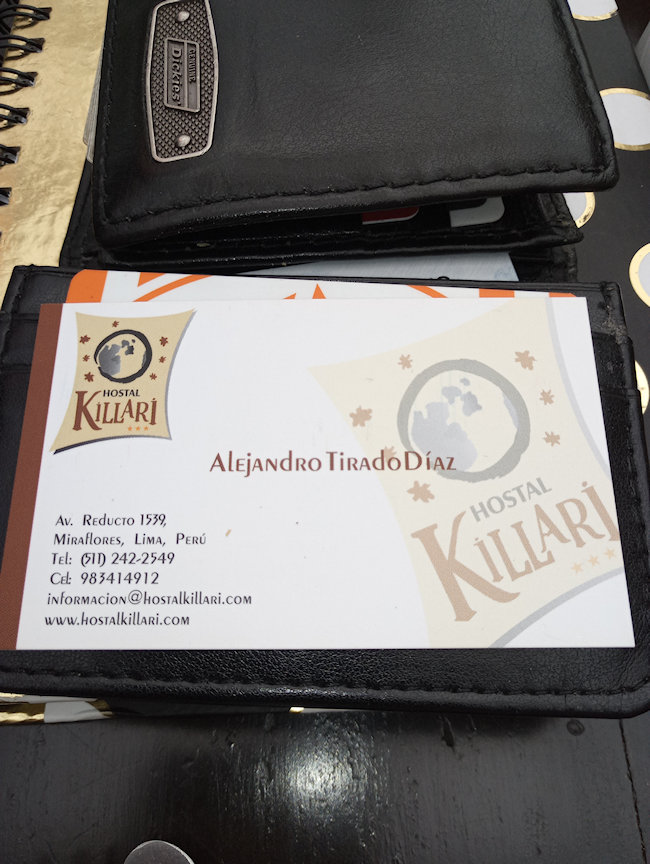 GENUINE
Dickies
HOSTAL
KILLARI
ALEJANDRO TIRADO DÍAZ
AV. REDUCTO 1539,
MIRAFLORES, LIMA, PERÚ
TEL: (511) 242-2549
CEL: 983414912
INFORMACION@HOSTALKILLARI.COM
WWW.HOSTALKILLARI.COM
HOSTAL
KILLARI